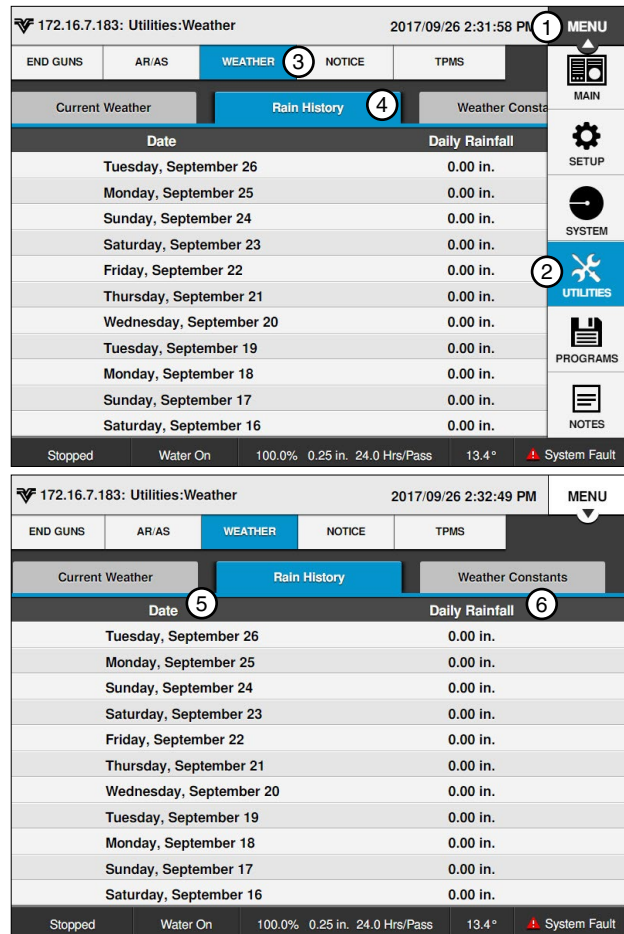 172.16.7.183: Utilities:Weather 2017/09/26 2:31:58 PM 1 MENU
END GUNS AR/AS WEATHER 3 NOTICE TPMS
MAIN
Current Weather Rain History 4 Weather Consta
Date Daily Rainfall
Tuesday, September 26 0.00 in.
SETUP
Monday, September 25 0.00 in.
Sunday, September 24 0.00 in.
SYSTEM
Saturday, September 23 0.00 in.
Friday, September 22 0.00 in.
2 UTILITIES
Thursday, September 21 0.00 in.
Wednesday, September 20 0.00 in.
Tuesday, September 19 0.00 in.
PROGRAMS
Monday, September 18 0.00 in.
Sunday, September 17 0.00 in.
Saturday, September 16 0.00 in.
NOTES
Stopped Water On 100.0% 0.25 in. 24.0 Hrs/Pass 13.4° System Fault
172.16.7.183: Utilities:Weather 2017/09/26 2:32:49 PM MENU
END GUNS AR/AS WEATHER NOTICE TPMS
Current Weather Rain History Weather Constants
Date 5 Daily Rainfall 6
Tuesday, September 26 0.00 in.
Monday, September 25 0.00 in.
Sunday, September 24 0.00 in.
Saturday, September 23 0.00 in.
Friday, September 22 0.00 in.
Thursday, September 21 0.00 in.
Wednesday, September 20 0.00 in.
Tuesday, September 19 0.00 in.
Monday, September 18 0.00 in.
Sunday, September 17 0.00 in.
Saturday, September 16 0.00 in.
Stopped Water On 100.0% 0.25 in. 24.0 Hrs/Pass 13.4° System Fault